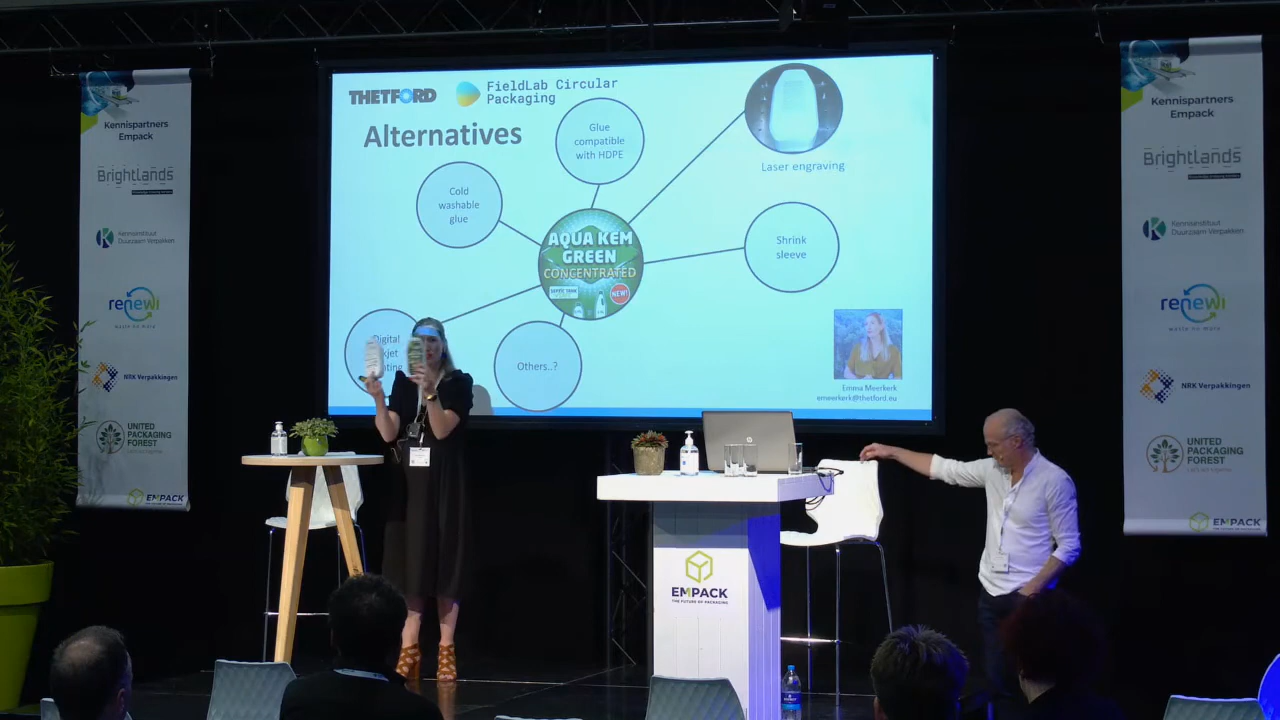 Kennispartners
Empack
Brightlands
Kennisinstituut
Duurzaam Verpakken
renewi
waste no more
NRK Verpakkingen
UNITED
PACKAGING
FOREST
EMPACK
THETFORD
FieldLab Circular
Packaging
Alternatives
Glue
compatible
with HDPE
Laser engraving
Cold
washable
glue
Shrink
sleeve
AQUA KEM
GREEN
CONCENTRATED
SEPTIC TANK
NEW!
Digital
Others..?
Emma Meerkerk
emeerkerk@thetford.eu
EMPACK
THE FUTURE OF PACKAGING
Kennispartners
Empack
Brightlands
Kennisinstituut
Duurzaam Verpakken
renewi
waste no more
NRK Verpakkingen
UNITED
PACKAGING
FOREST
EMPACK